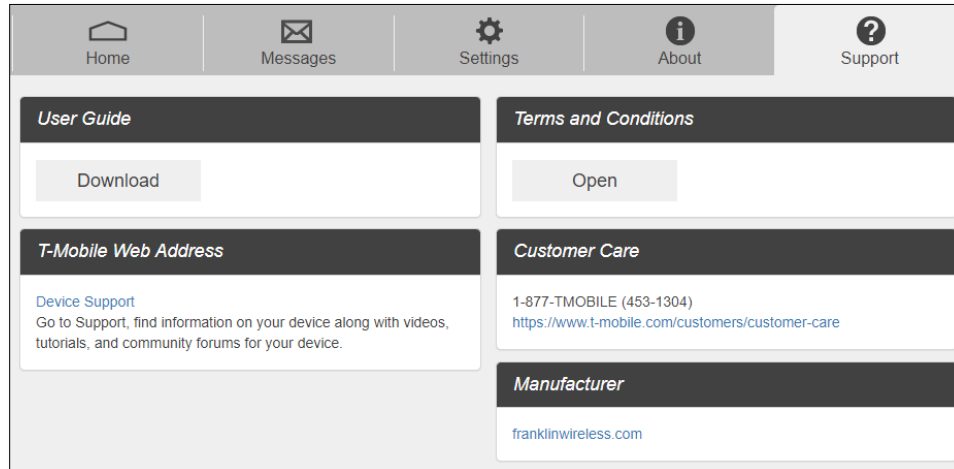 Home
Messages
Settings
About
Support
User Guide
Download
Terms and Conditions
Open
T-Mobile Web Address
Device Support
Go to Support, find information on your device along with videos,
tutorials, and community forums for your device.
Customer Care
1-877-TMOBILE (453-1304)
https://www.t-mobile.com/customers/customer-care
Manufacturer
franklinwireless.com